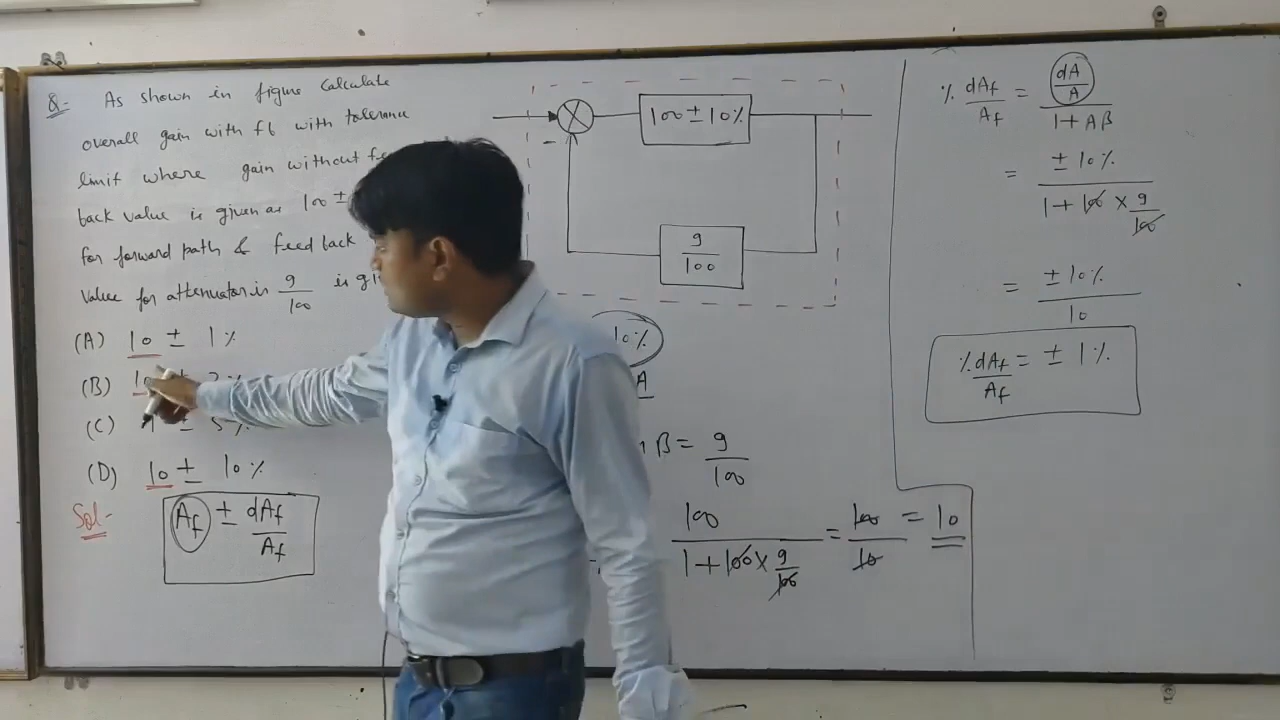 Q:- As shown in figure Calculate
overall gain with fb with tolerance
limit where gain without
back value is given as 100 ±
for forward path & feed back
value for attenuator is 9/100 is
(A) 10 ± 1%
(B)
(C) ± 5%
(D) 10 ± 10%
Sol-
Af ± dAf/Af
100 ± 10%
9/100
10%
A
β = 9/100
100/(1+100×9/100) = 100/10 = 10
% dAf/Af = (dA/A)/(1+Aβ)
= ±10%/(1+100×9/100)
= ±10%/10
% dAf/Af = ± 1%